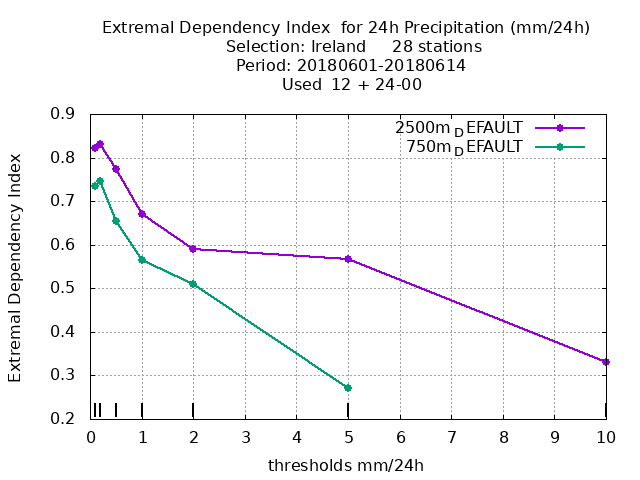 Extremal Dependency Index  for 24h Precipitation (mm/24h)
Selection: Ireland     28 stations
Period: 20180601-20180614
Used  12 + 24-00
2500m_DEFAULT
750m_DEFAULT
Extremal Dependency Index
0.9
0.8
0.7
0.6
0.5
0.4
0.3
0.2
0 1 2 3 4 5 6 7 8 9 10
thresholds mm/24h